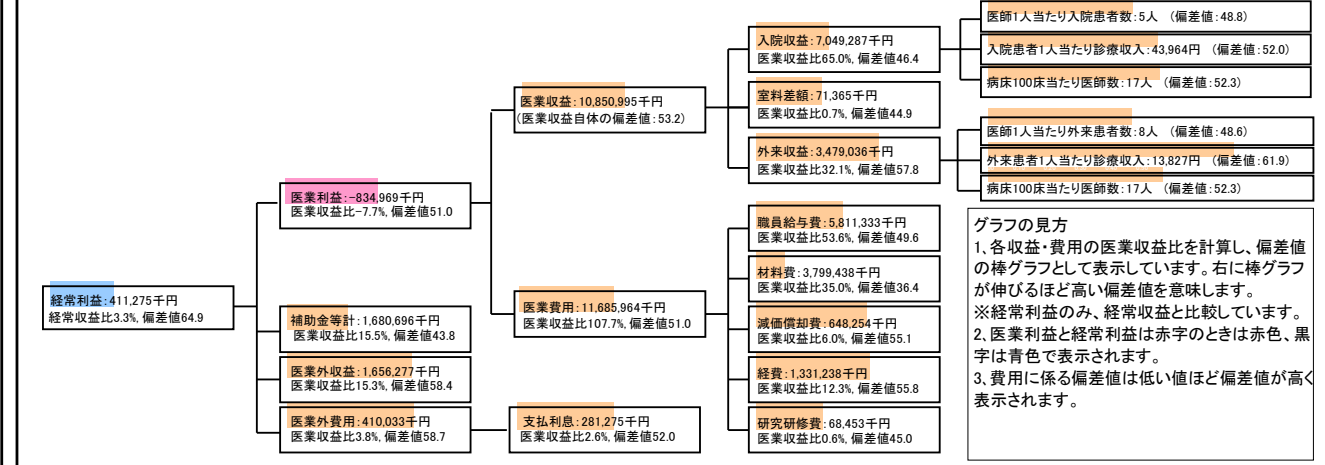 医師1人当たり入院患者数:5人 (偏差値:48.8)
入院収益:7,049,287千円
医業収益比65.0%, 偏差値46.4
入院患者1人当たり診療収入:43,964円 (偏差値:52.0)
病床100床当たり医師数:17人 (偏差値:52.3)
医業収益:10,850,995千円
(医業収益自体の偏差値:53.2)
室料差額:71,365千円
医業収益比0.7%, 偏差値44.9
医師1人当たり外来患者数:8人 (偏差値:48.6)
外来収益:3,479,036千円
医業収益比32.1%, 偏差値57.8
外来患者1人当たり診療収入:13,827円 (偏差値:61.9)
病床100床当たり医師数:17人 (偏差値:52.3)
医業利益:-834,969千円
医業収益比-7.7%, 偏差値51.0
職員給与費:5,811,333千円
医業収益比53.6%, 偏差値49.6
材料費:3,799,438千円
医業収益比35.0%, 偏差値36.4
経常利益:411,275千円
経常収益比3.3%, 偏差値64.9
医業費用:11,685,964千円
医業収益比107.7%, 偏差値51.0
補助金等計:1,680,696千円
医業収益比15.5%, 偏差値43.8
減価償却費:648,254千円
医業収益比6.0%, 偏差値55.1
医業外収益:1,656,277千円
医業収益比15.3%, 偏差値58.4
経費:1,331,238千円
医業収益比12.3%, 偏差値55.8
医業外費用:410,033千円
医業収益比3.8%, 偏差値58.7
支払利息:281,275千円
医業収益比2.6%, 偏差値52.0
研究研修費:68,453千円
医業収益比0.6%, 偏差値45.0
グラフの見方
1、各収益・費用の医業収益比を計算し、偏差値
の棒グラフとして表示しています。右に棒グラフ
が伸びるほど高い偏差値を意味します。
※経常利益のみ、経常収益と比較しています。
2、医業利益と経常利益は赤字のときは赤色、黒
字は青色で表示されます。
3、費用に係る偏差値は低い値ほど偏差値が高く
表示されます。